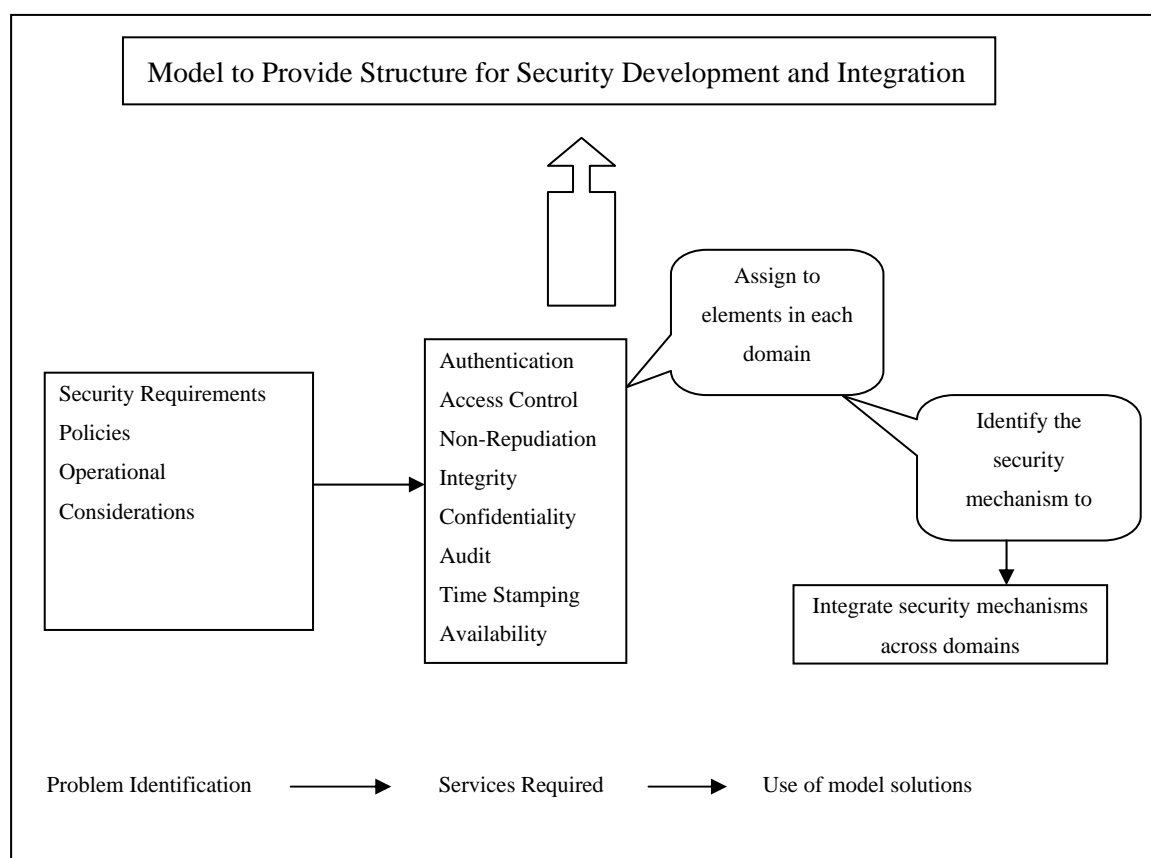 Model to Provide Structure for Security Development and Integration
Assign to
elements in each
domain
Authentication
Access Control
Non-Repudiation
Integrity
Confidentiality
Audit
Time Stamping
Availability
Security Requirements
Policies
Operational
Considerations
Identify the
security
mechanism to
Integrate security mechanisms
across domains
Problem Identification
Services Required
Use of model solutions